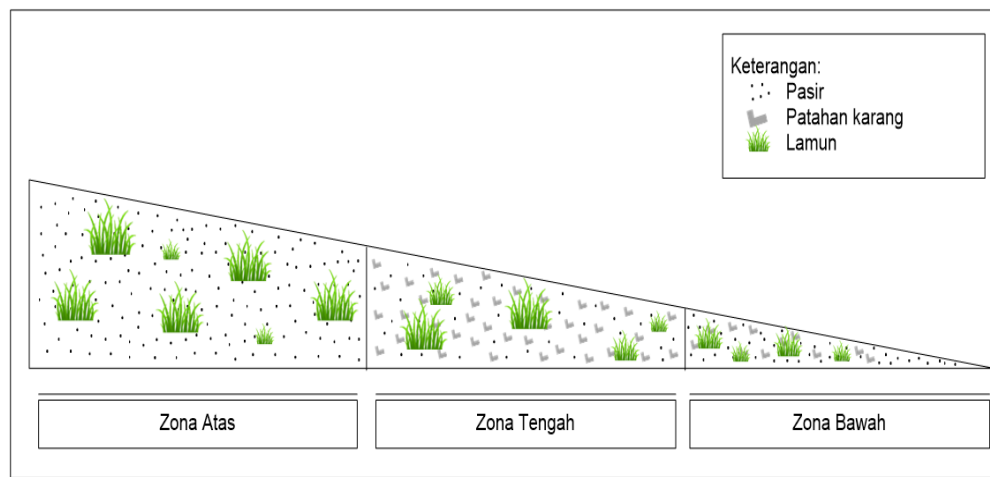 Keterangan:
Pasir
Patahan karang
Lamun
Zona Atas
Zona Tengah
Zona Bawah